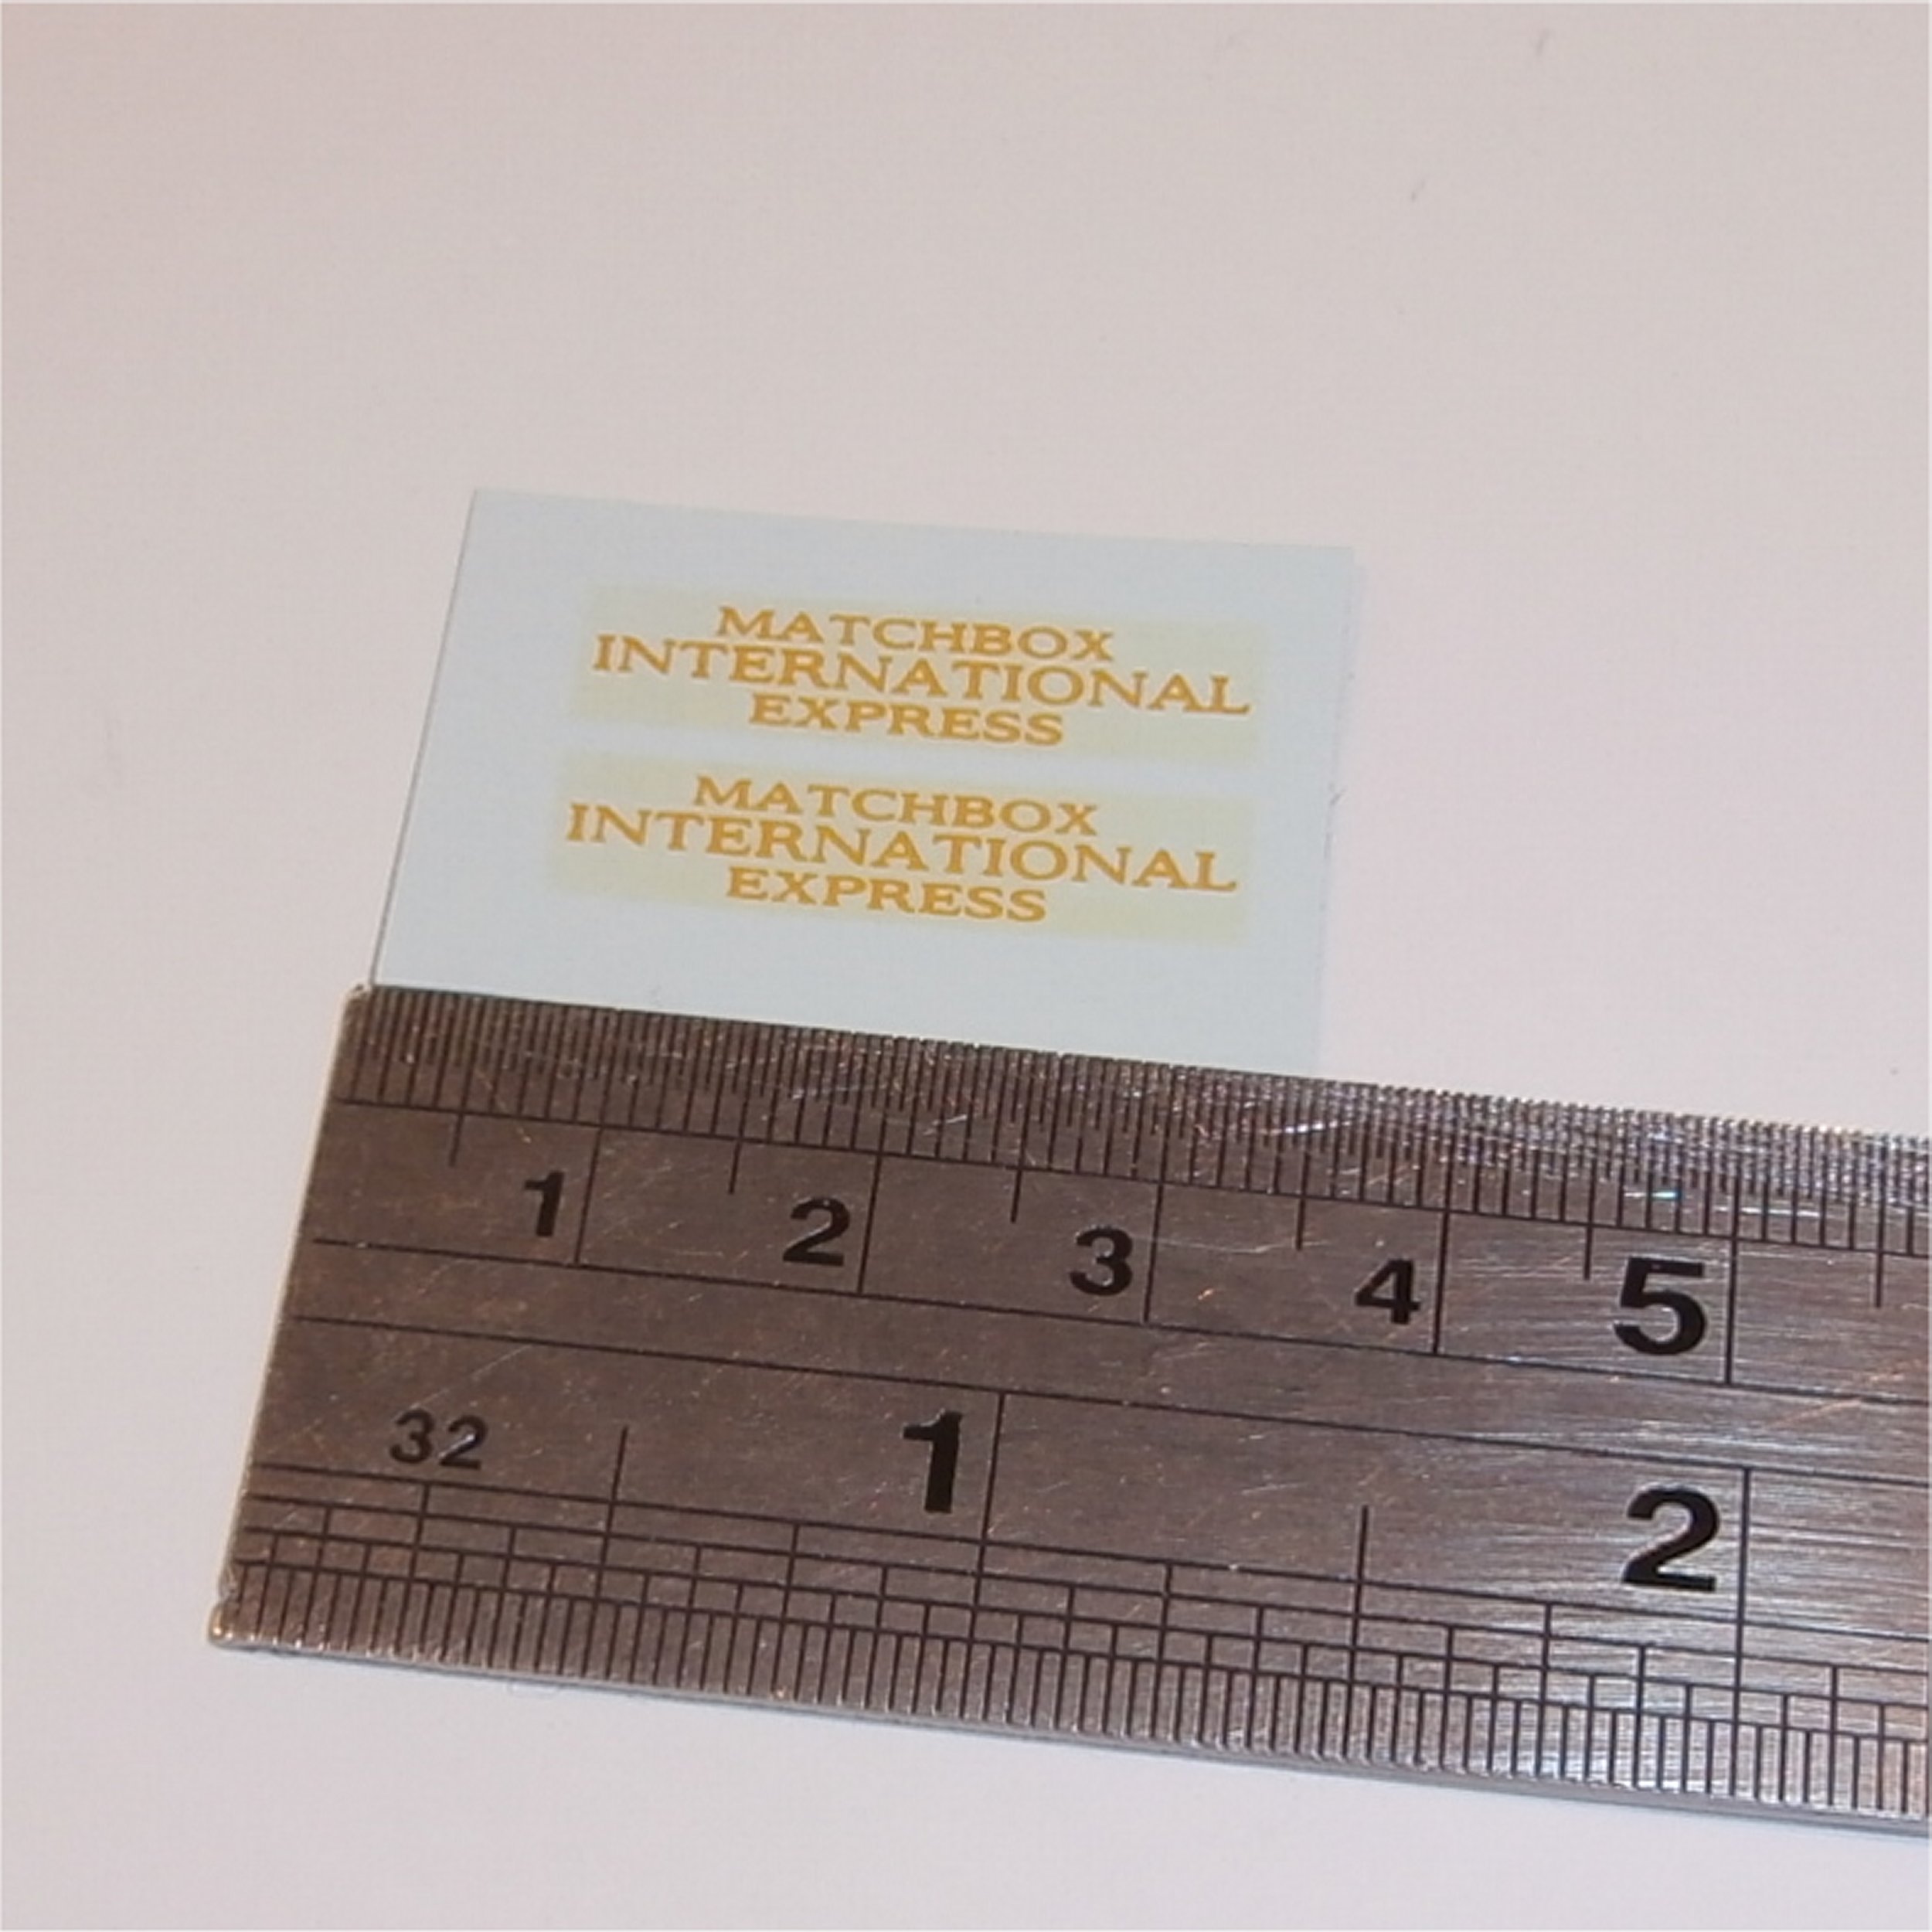 MATCHBOX
INTERNATIONAL
EXPRESS
MATCHBOX
INTERNATIONAL
EXPRESS
1 2 3 4 5
32 1 2